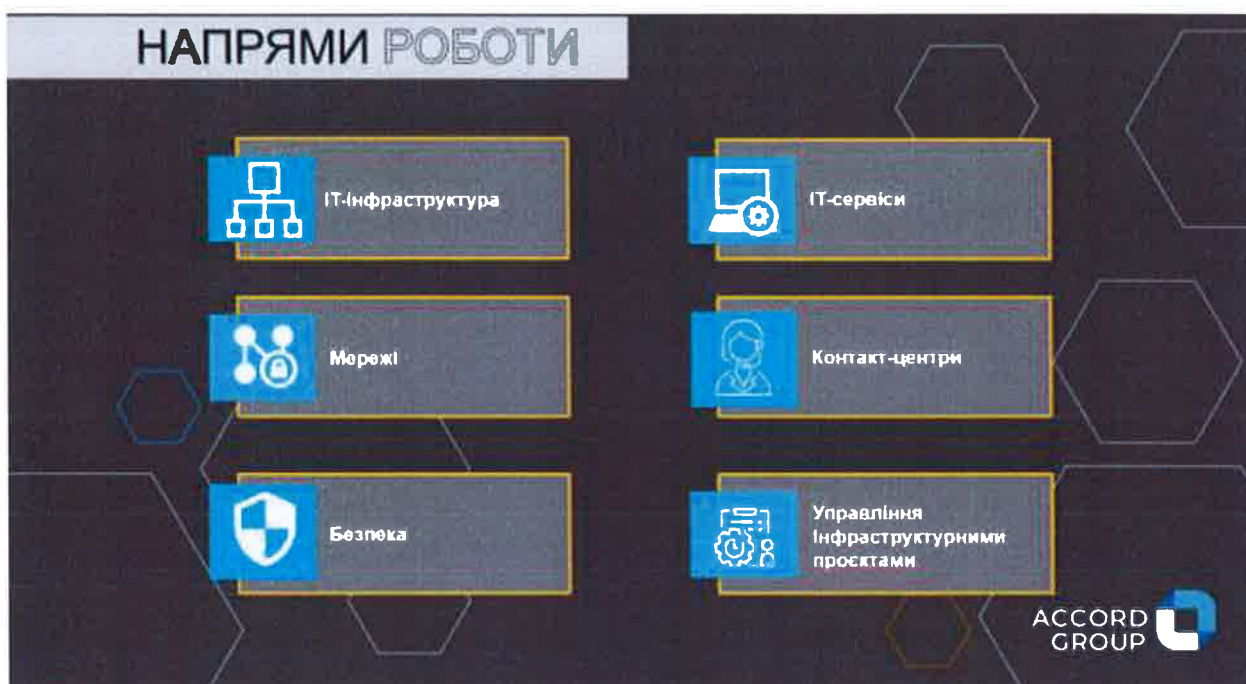 НАПРЯМИ РОБОТИ
ІТ-інфраструктура
ІТ-сервіси
Мережі
Контакт-центри
Безпека
Управління
інфраструктурними
проєктами
ACCORD
GROUP